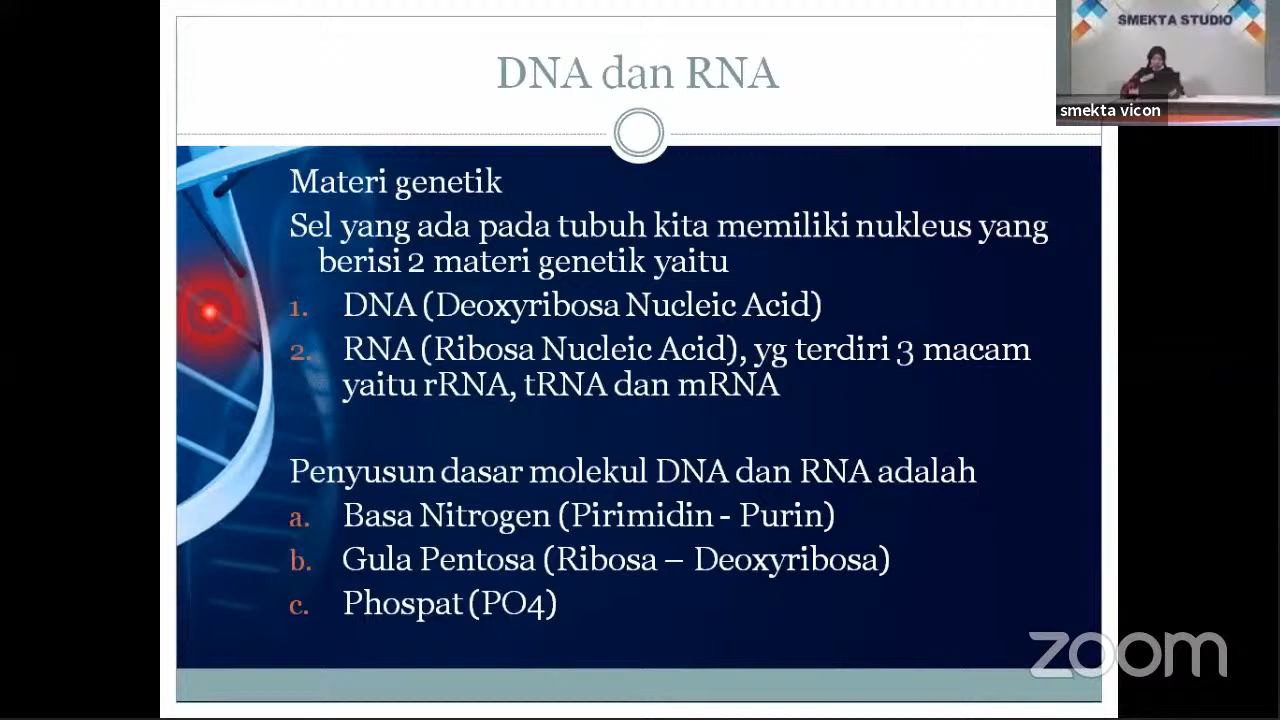 DNA dan RNA
SMEKTA STUDIO
smekta vicon
Materi genetik
Sel yang ada pada tubuh kita memiliki nukleus yang
berisi 2 materi genetik yaitu
1. DNA (Deoxyribosa Nucleic Acid)
2. RNA (Ribosa Nucleic Acid), yg terdiri 3 macam
yaitu rRNA, tRNA dan mRNA
Penyusun dasar molekul DNA dan RNA adalah
a. Basa Nitrogen (Pirimidin - Purin)
b. Gula Pentosa (Ribosa – Deoxyribosa)
c. Phospat (PO4)
zoom